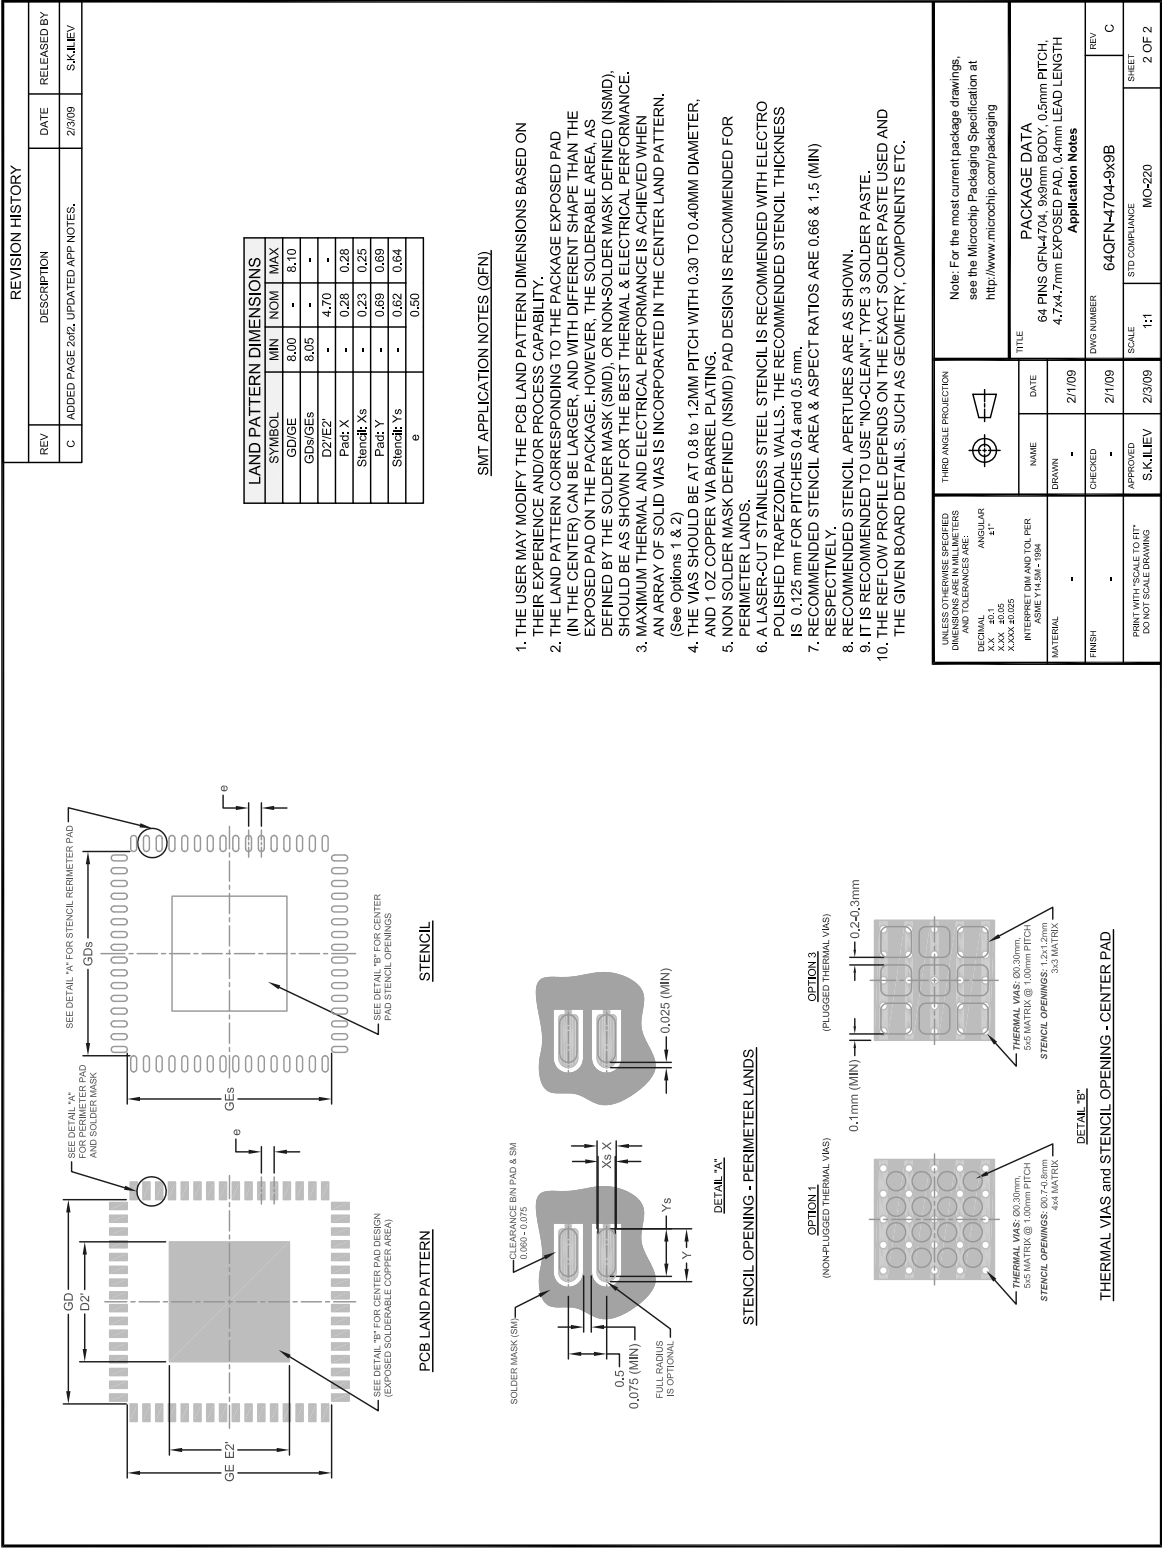 REVISION HISTORY
REV DESCRIPTION DATE RELEASED BY
C ADDED PAGE 2of2, UPDATED APP NOTES. 2/3/09 S.K.ILIEV
SEE DETAIL "A"
FOR PERIMETER PAD
AND SOLDER MASK
GD
D2'
e
GE
E2'
SEE DETAIL "B" FOR CENTER PAD DESIGN
(EXPOSED SOLDERABLE COPPER AREA)
PCB LAND PATTERN
SEE DETAIL "A" FOR STENCIL RERIMETER PAD
GDs
e
GEs
SEE DETAIL "B" FOR CENTER
PAD STENCIL OPENINGS
STENCIL
LAND PATTERN DIMENSIONS
SYMBOL MIN NOM MAX
GD/GE 8.00 - 8.10
GDs/GEs 8.05 - -
D2'/E2' - 4.70 -
Pad: X - 0.28 0.28
Stencil: Xs - 0.23 0.25
Pad: Y - 0.69 0.69
Stencil: Ys - 0.62 0.64
e 0.50
SOLDER MASK (SM)
CLEARANCE B/N PAD & SM
0.060 - 0.075
0.5
0.075 (MIN)
FULL RADIUS
IS OPTIONAL
Y
Ys
Xs
X
0.025 (MIN)
DETAIL "A"
STENCIL OPENING - PERIMETER LANDS
OPTION 1
(NON-PLUGGED THERMAL VIAS)
THERMAL VIAS: Ø0.30mm,
5x5 MATRIX @ 1.00mm PITCH
STENCIL OPENINGS: Ø0.7-0.8mm
4x4 MATRIX
OPTION 3
(PLUGGED THERMAL VIAS)
0.1mm (MIN)
0.2-0.3mm
THERMAL VIAS: Ø0.30mm,
5x5 MATRIX @ 1.00mm PITCH
STENCIL OPENINGS: 1.2x1.2mm
3x3 MATRIX
DETAIL "B"
THERMAL VIAS and STENCIL OPENING - CENTER PAD
SMT APPLICATION NOTES (QFN)
1. THE USER MAY MODIFY THE PCB LAND PATTERN DIMENSIONS BASED ON
THEIR EXPERIENCE AND/OR PROCESS CAPABILITY.
2. THE LAND PATTERN CORRESPONDING TO THE PACKAGE EXPOSED PAD
(IN THE CENTER) CAN BE LARGER, AND WITH DIFFERENT SHAPE THAN THE
EXPOSED PAD ON THE PACKAGE. HOWEVER, THE SOLDERABLE AREA, AS
DEFINED BY THE SOLDER MASK (SMD), OR NON-SOLDER MASK DEFINED (NSMD),
SHOULD BE AS SHOWN FOR THE BEST THERMAL & ELECTRICAL PERFORMANCE.
3. MAXIMUM THERMAL AND ELECTRICAL PERFORMANCE IS ACHIEVED WHEN
AN ARRAY OF SOLID VIAS IS INCORPORATED IN THE CENTER LAND PATTERN.
(See Options 1 & 2)
4. THE VIAS SHOULD BE AT 0.8 to 1.2MM PITCH WITH 0.30 TO 0.40MM DIAMETER,
AND 1 OZ COPPER VIA BARREL PLATING.
5. NON SOLDER MASK DEFINED (NSMD) PAD DESIGN IS RECOMMENDED FOR
PERIMETER LANDS.
6. A LASER-CUT STAINLESS STEEL STENCIL IS RECOMMENDED WITH ELECTRO
POLISHED TRAPEZOIDAL WALLS. THE RECOMMENDED STENCIL THICKNESS
IS 0.125 mm FOR PITCHES 0.4 and 0.5 mm.
7. RECOMMENDED STENCIL AREA & ASPECT RATIOS ARE 0.66 & 1.5 (MIN)
RESPECTIVELY.
8. RECOMMENDED STENCIL APERTURES ARE AS SHOWN.
9. IT IS RECOMMENDED TO USE "NO-CLEAN", TYPE 3 SOLDER PASTE.
10. THE REFLOW PROFILE DEPENDS ON THE EXACT SOLDER PASTE USED AND
THE GIVEN BOARD DETAILS, SUCH AS GEOMETRY, COMPONENTS ETC.
UNLESS OTHERWISE SPECIFIED
DIMENSIONS ARE IN MILLIMETERS
AND TOLERANCES ARE:
DECIMAL ANGULAR
X.X ±0.1 ±1°
X.XX ±0.05
X.XXX ±0.025
INTERPRET DIM AND TOL PER
ASME Y14.5M - 1994
MATERIAL
-
FINISH
-
PRINT WITH "SCALE TO FIT"
DO NOT SCALE DRAWING
THIRD ANGLE PROJECTION
NAME DATE
DRAWN
- 2/1/09
CHECKED
- 2/1/09
APPROVED
S.K.ILIEV 2/3/09
Note: For the most current package drawings,
see the Microchip Packaging Specification at
http://www.microchip.com/packaging
TITLE
PACKAGE DATA
64 PINS QFN-4704, 9x9mm BODY, 0.5mm PITCH,
4.7x4.7mm EXPOSED PAD, 0.4mm LEAD LENGTH
Application Notes
DWG NUMBER REV
64QFN-4704-9x9B C
SCALE STD COMPLIANCE SHEET
1:1 MO-220 2 OF 2